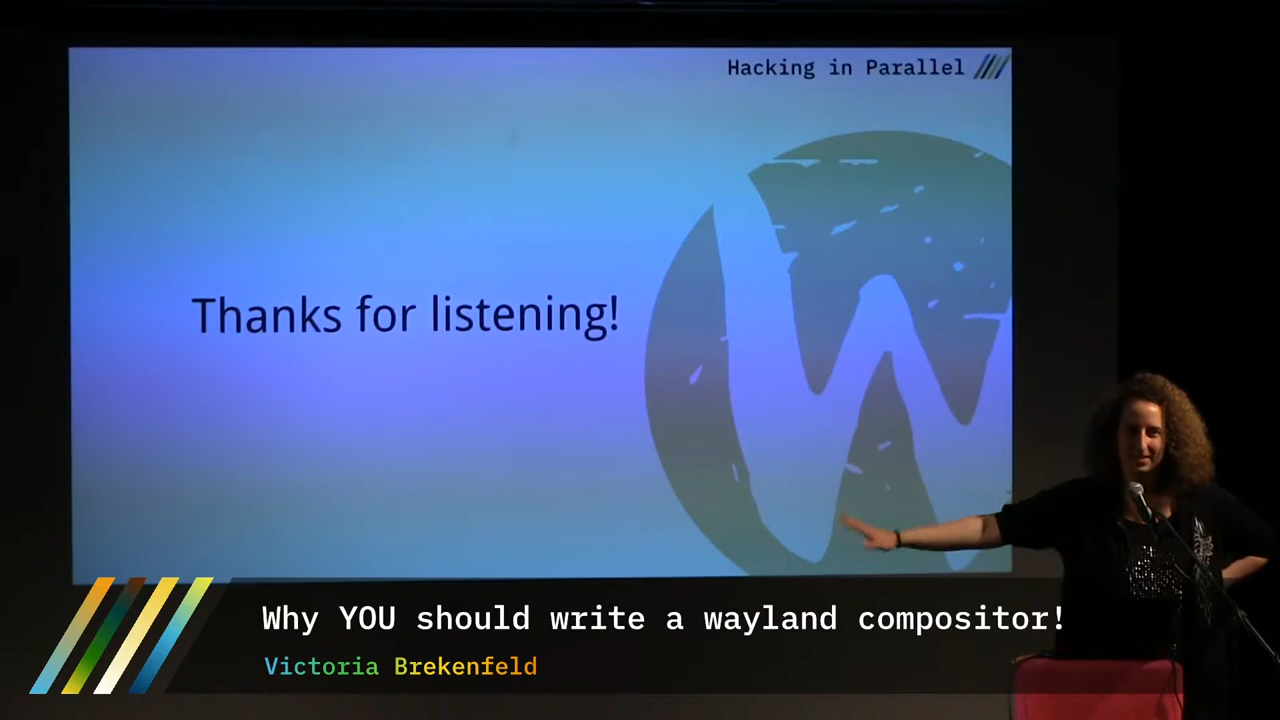 Hacking in Parallel
Thanks for listening!
Why YOU should write a wayland compositor!
Victoria Brekenfeld